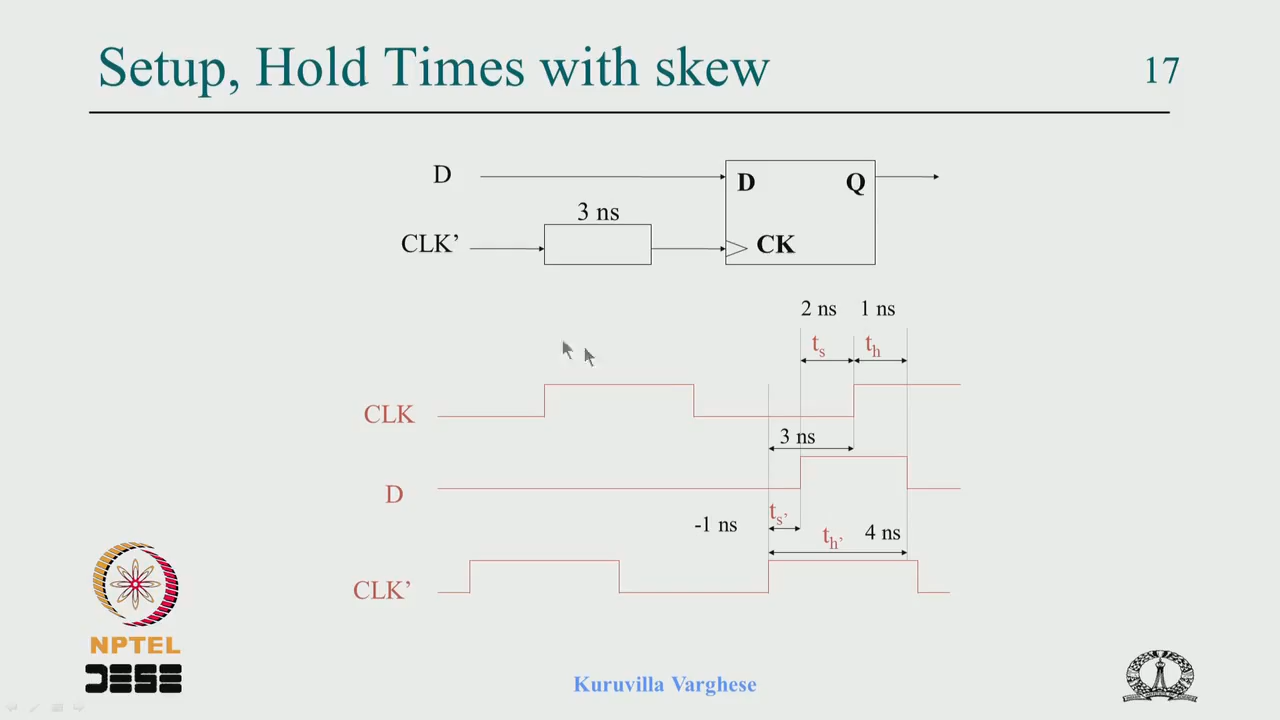 Setup, Hold Times with skew
17
D
D
Q
3 ns
CLK’
CK
2 ns
1 ns
ts
th
CLK
3 ns
D
ts’
-1 ns
th’
4 ns
CLK’
NPTEL
DESE
Kuruvilla Varghese